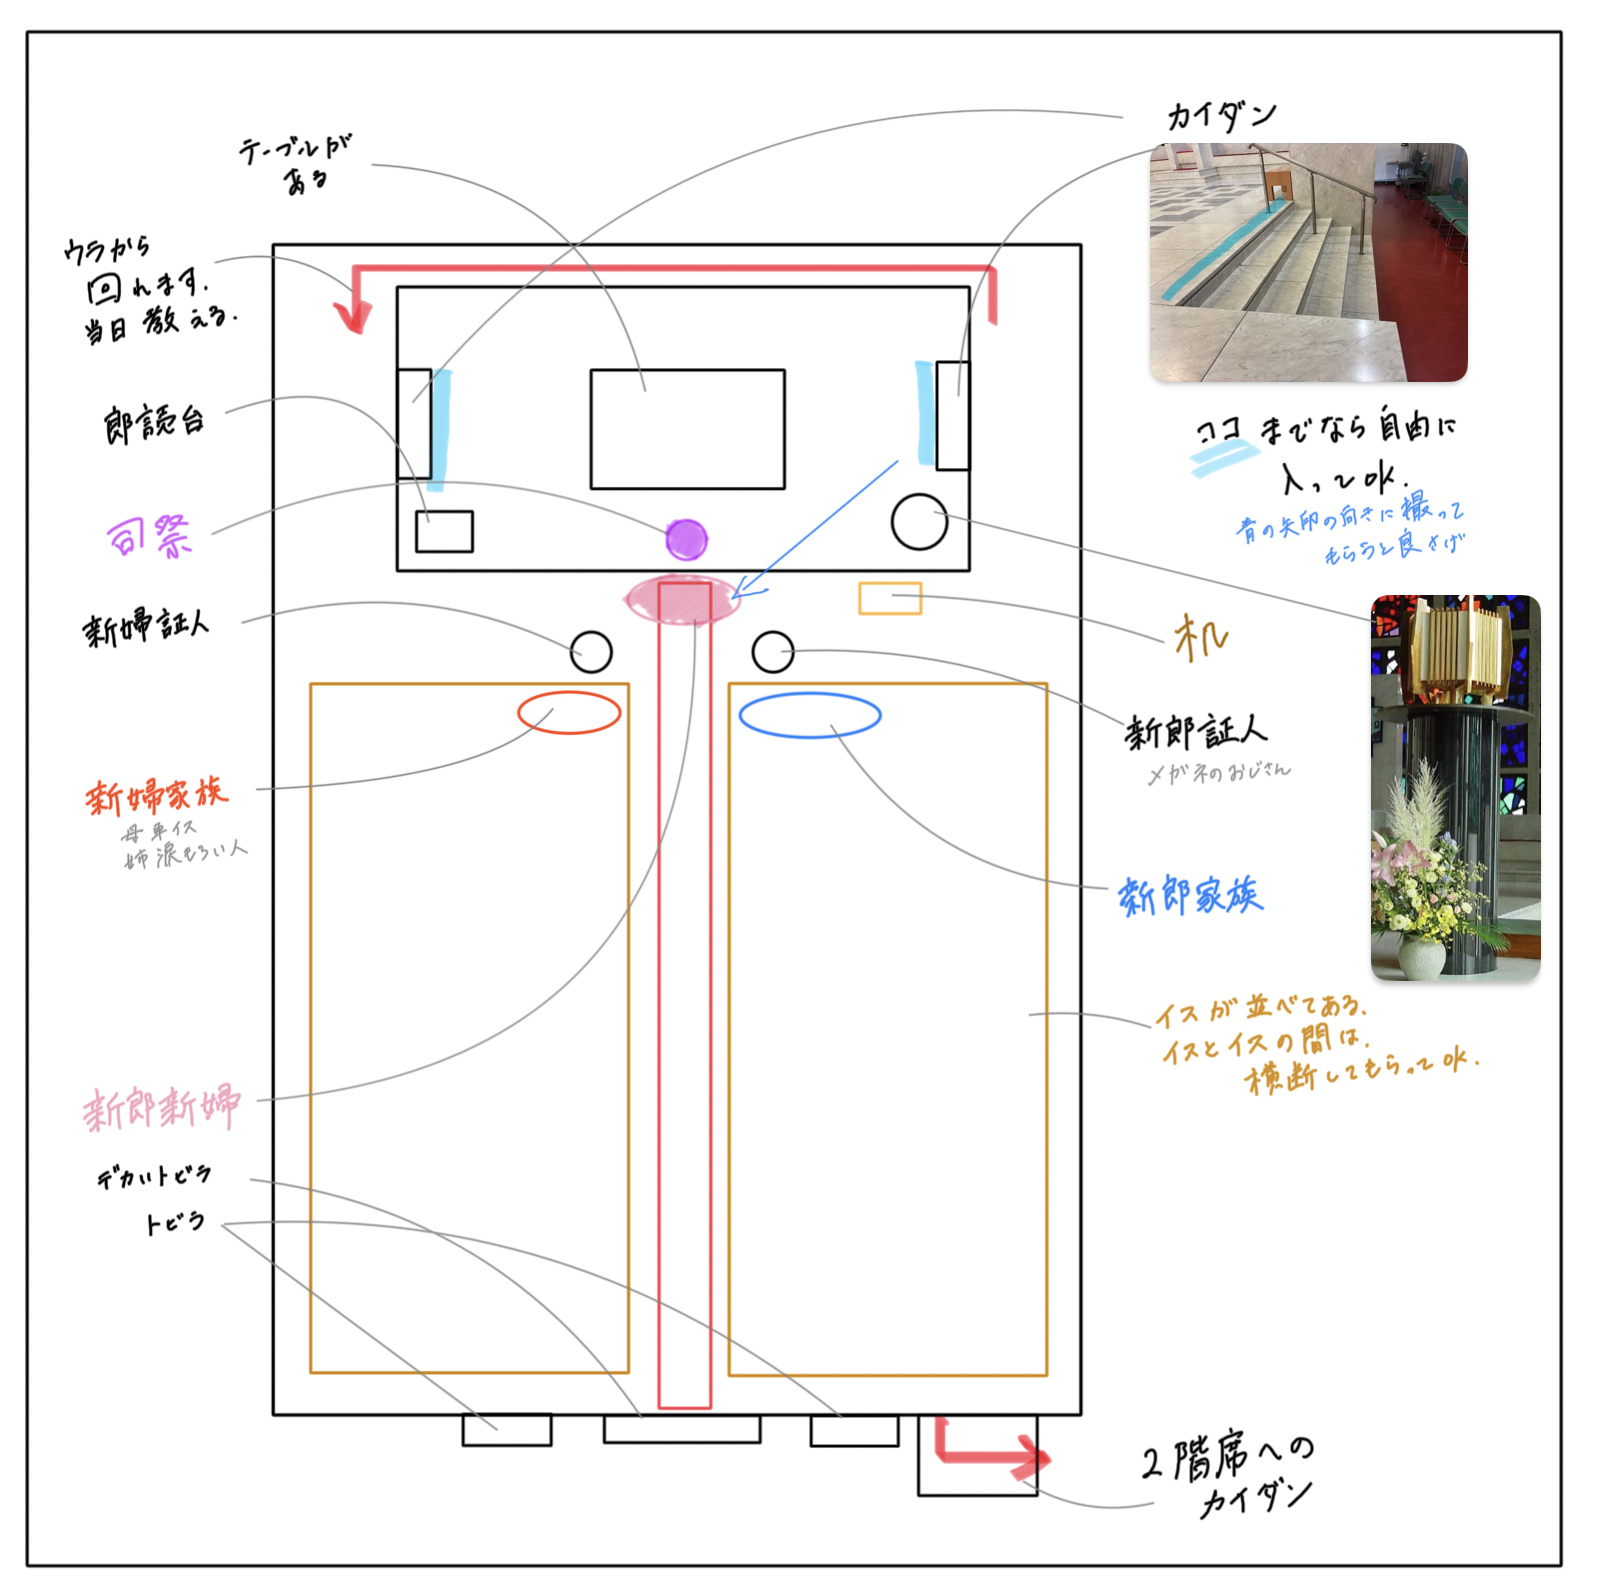 カイダン
テーブルが
ある
ウラから
回れます.
当日 教える.
郎読台
ココ までなら 自由に
入ってOK.
青の矢印の向きに撮って
もらうと良さげ
司祭
新婦証人
机
新郎証人
メガネのおじさん
新婦家族
母 車イス
姉 涙もろい人
新郎家族
イスが並べてある.
イスとイスの間は.
横断してもらってOK.
新郎新婦
デカいトビラ
トビラ
2階席への
カイダン